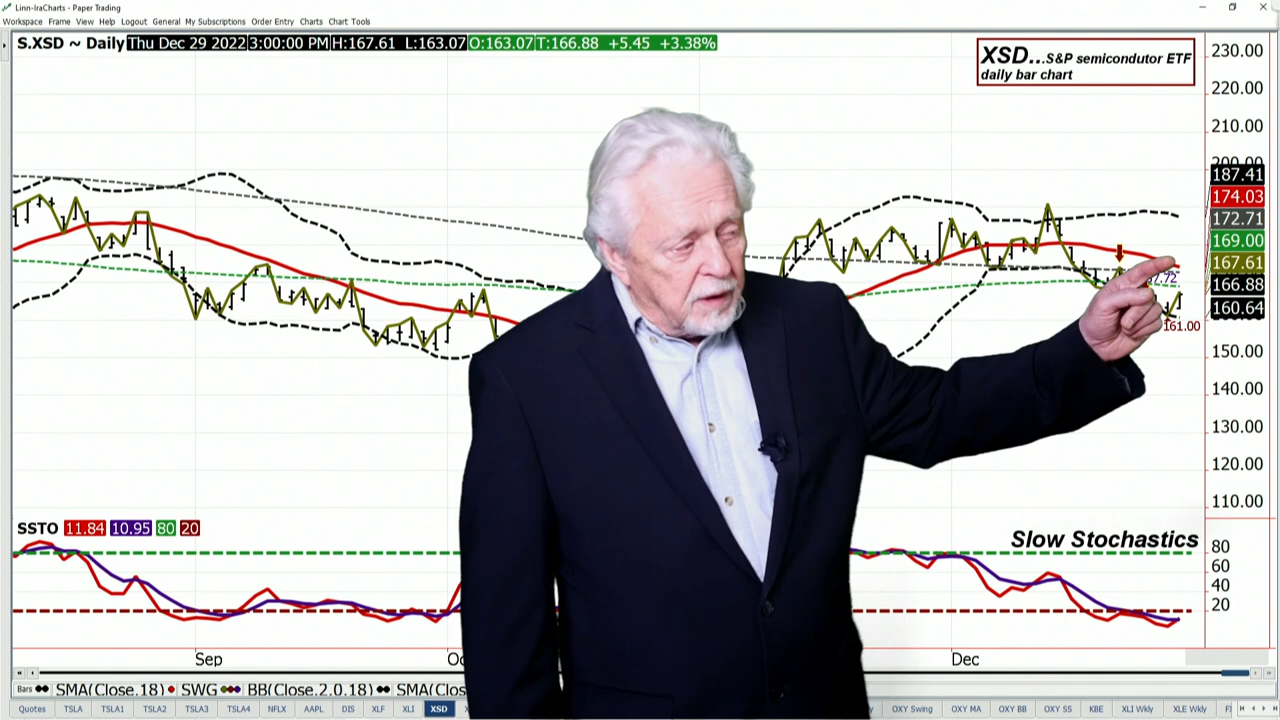 Linn-IraCharts - Paper Trading
Workspace Frame View Help Logout General My Subscriptions Order Entry Charts Chart Tools
S.XSD ~ Daily Thu Dec 29 2022 3:00:00 PM H:167.61 L:163.07 O:163.07 T:166.88 +5.45 +3.38%
XSD...S&P semicondutor ETF
daily bar chart
230.00
220.00
210.00
200.00
187.41
174.03
172.71
169.00
167.61
166.88
160.64
161.00
150.00
140.00
130.00
120.00
110.00
SSTO 11.84 10.95 80 20
Slow Stochastics
80
60
40
20
Sep Oc Dec
Bars SMA(Close,18) SWG BB(Close,2.0,18) SMA(Clos
Quotes TSLA TSLA1 TSLA2 TSLA3 TSLA4 NFLX AAPL DIS XLF XLI XSD OXY Swing OXY MA OXY BB OXY SS KBE XLI Wkly XLE Wkly